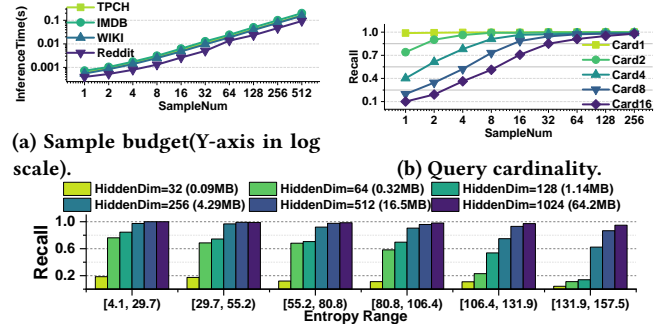 TPCH
IMDB
WIKI
Reddit
InferenceTime(s)
0.1
0.01
0.001
1 2 4 8 16 32 64 128 256 512
SampleNum
(a) Sample budget(Y-axis in log
scale).
Recall
1.0
0.7
0.4
0.1
1 2 4 8 16 32 64 128 256
SampleNum
Card1
Card2
Card4
Card8
Card16
(b) Query cardinality.
HiddenDim=32 (0.09MB) HiddenDim=64 (0.32MB) HiddenDim=128 (1.14MB)
HiddenDim=256 (4.29MB) HiddenDim=512 (16.5MB) HiddenDim=1024 (64.2MB)
Recall
1.0
0.6
0.2
[4.1, 29.7) [29.7, 55.2) [55.2, 80.8) [80.8, 106.4) [106.4, 131.9) [131.9, 157.5)
Entropy Range